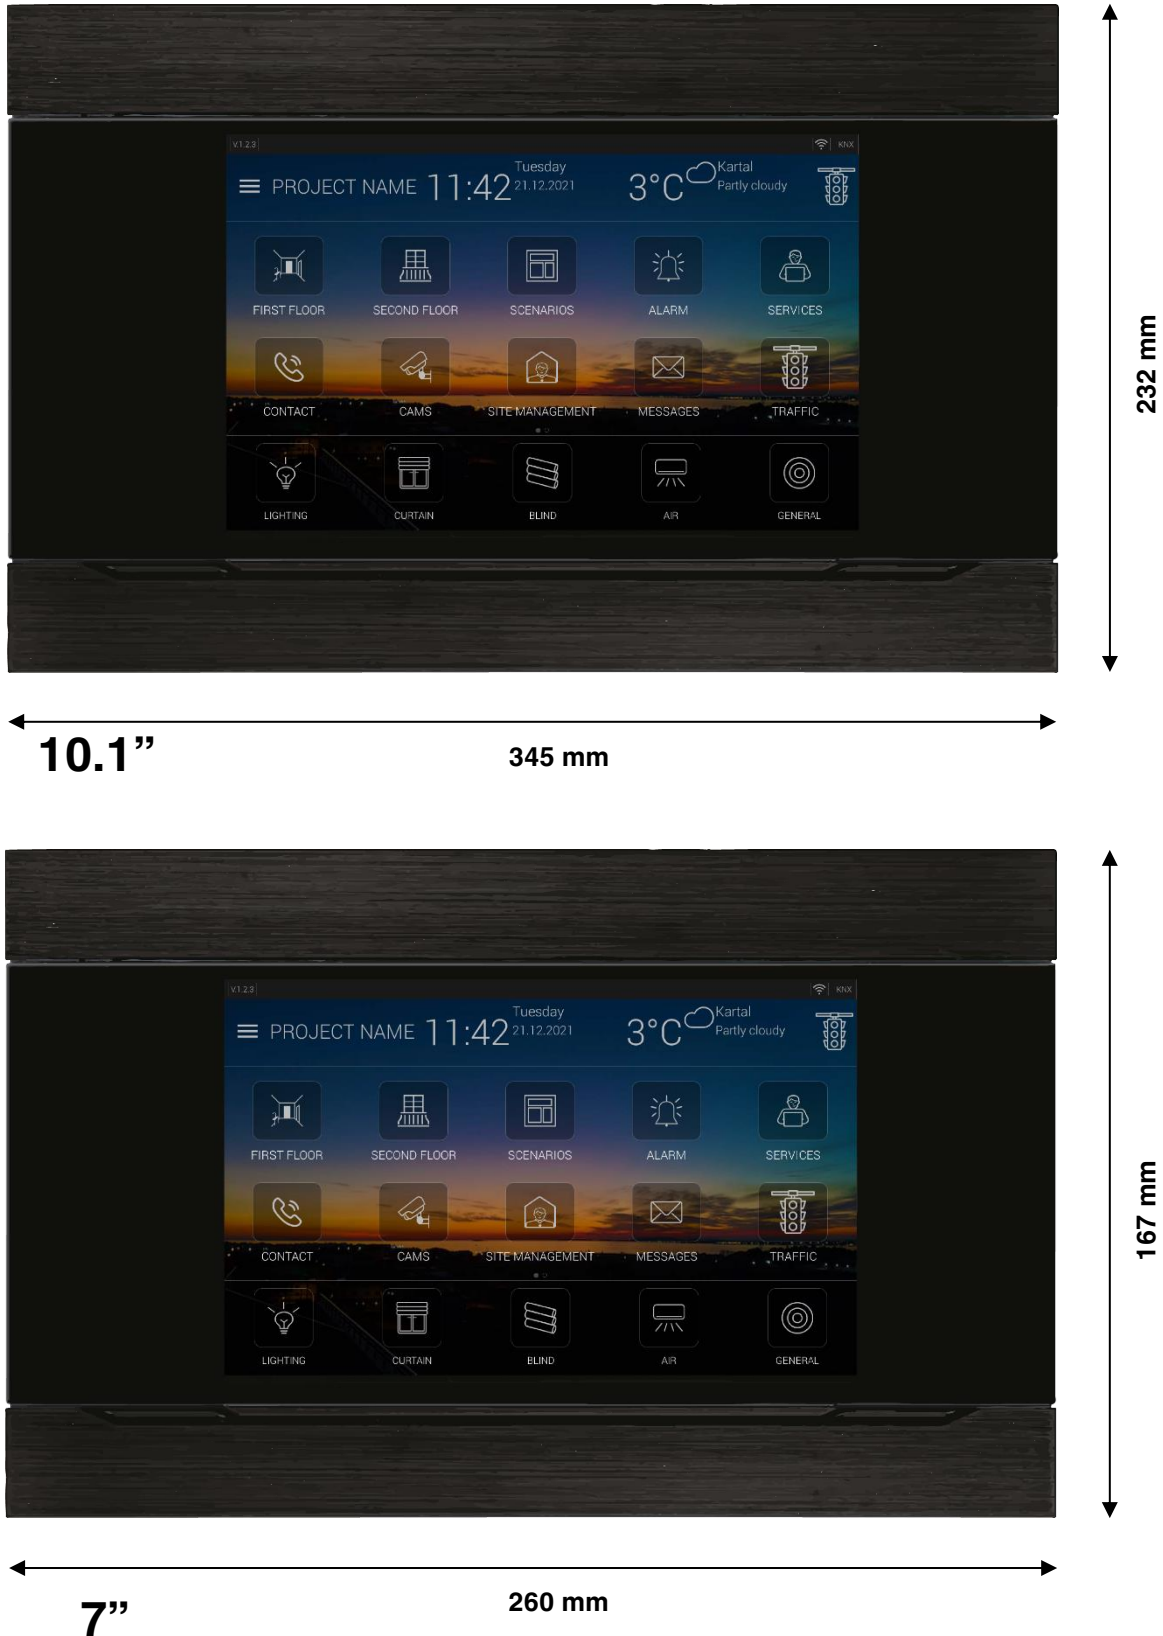 V.1.2.3 KNX
PROJECT NAME 11:42 Tuesday 21.12.2021 3°C Kartal Partly cloudy
FIRST FLOOR SECOND FLOOR SCENARIOS ALARM SERVICES
CONTACT CAMS SITE MANAGEMENT MESSAGES TRAFFIC
LIGHTING CURTAIN BLIND AIR GENERAL
232 mm
10.1”
345 mm
V.1.2.3 KNX
PROJECT NAME 11:42 Tuesday 21.12.2021 3°C Kartal Partly cloudy
FIRST FLOOR SECOND FLOOR SCENARIOS ALARM SERVICES
CONTACT CAMS SITE MANAGEMENT MESSAGES TRAFFIC
LIGHTING CURTAIN BLIND AIR GENERAL
167 mm
260 mm
7”